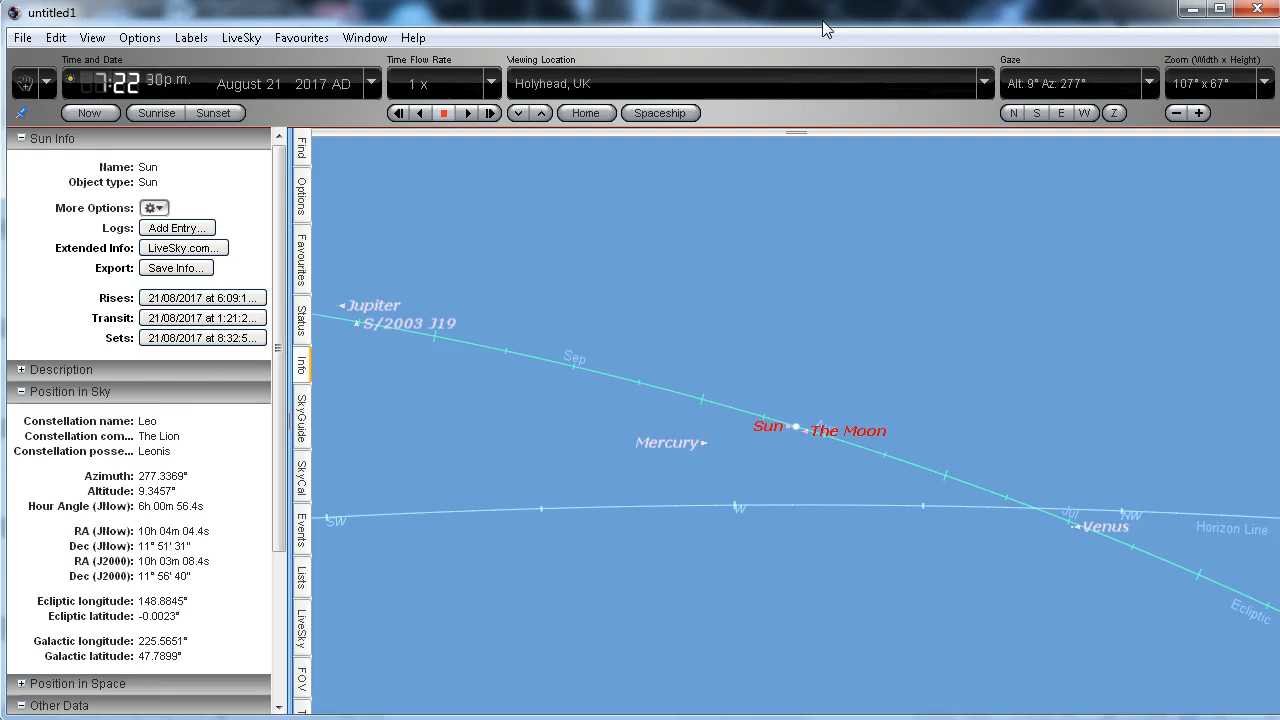 untitled1
File Edit View Options Labels LiveSky Favourites Window Help
Time and Date Time Flow Rate Viewing Location Gaze Zoom (Width x Height)
7:22 30p.m. August 21 2017 AD 1 x Holyhead, UK Alt: 9° Az: 277° 107° x 67°
Now Sunrise Sunset Home Spaceship N S E W Z
Sun Info
Name: Sun
Object type: Sun
More Options:
Logs: Add Entry...
Extended Info: LiveSky.com...
Export: Save Info...
Rises: 21/08/2017 at 6:09:1...
Transit: 21/08/2017 at 1:21:2...
Sets: 21/08/2017 at 8:32:5...
Description
Position in Sky
Constellation name: Leo
Constellation com... The Lion
Constellation posse... Leonis
Azimuth: 277.3369°
Altitude: 9.3457°
Hour Angle (JNow): 6h 00m 56.4s
RA (JNow): 10h 04m 04.4s
Dec (JNow): 11° 51' 31"
RA (J2000): 10h 03m 08.4s
Dec (J2000): 11° 56' 40"
Ecliptic longitude: 148.8845°
Ecliptic latitude: -0.0023°
Galactic longitude: 225.5651°
Galactic latitude: 47.7899°
Position in Space
Other Data
Find
Options
Favourites
Status
Info
SkyGuide
SkyCal
Events
Lists
LiveSky
FOV
Jupiter
S/2003 J19
Sep
Sun
The Moon
Mercury
SW
W
Jul
NW
Venus
Horizon Line
Ecliptic